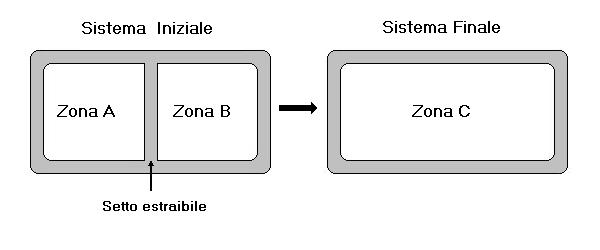 Sistema Iniziale
Sistema Finale
Zona A
Zona B
Zona C
Setto estraibile